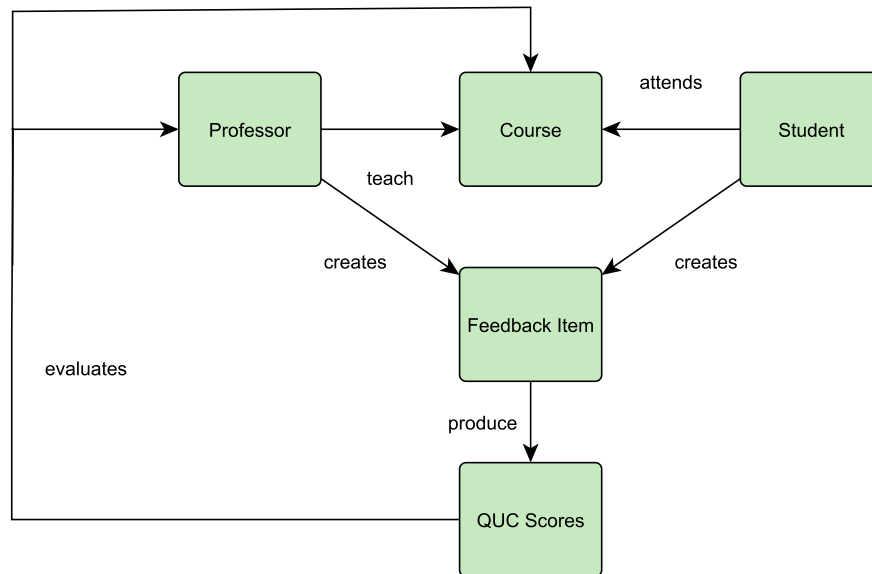 attends
Professor
Course
Student
teach
creates
creates
Feedback Item
evaluates
produce
QUC Scores